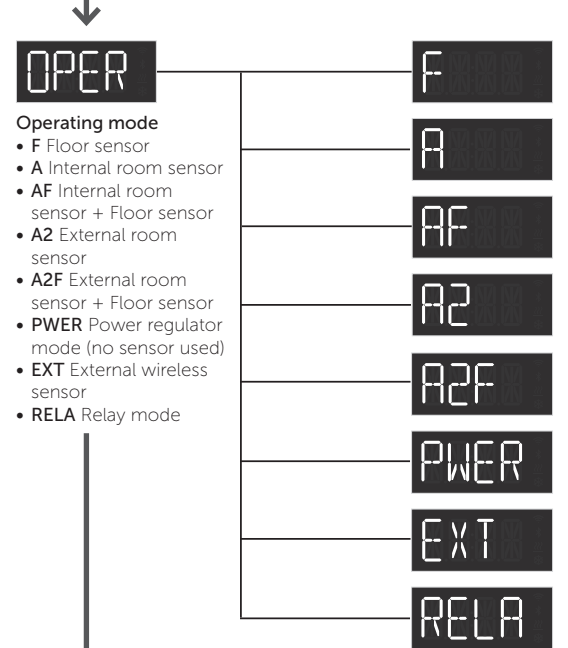 OPER
Operating mode
• F Floor sensor
• A Internal room sensor
• AF Internal room
sensor + Floor sensor
• A2 External room
sensor
• A2F External room
sensor + Floor sensor
• PWER Power regulator
mode (no sensor used)
• EXT External wireless
sensor
• RELA Relay mode
F
A
AF
A2
A2F
PWER
EXT
RELA